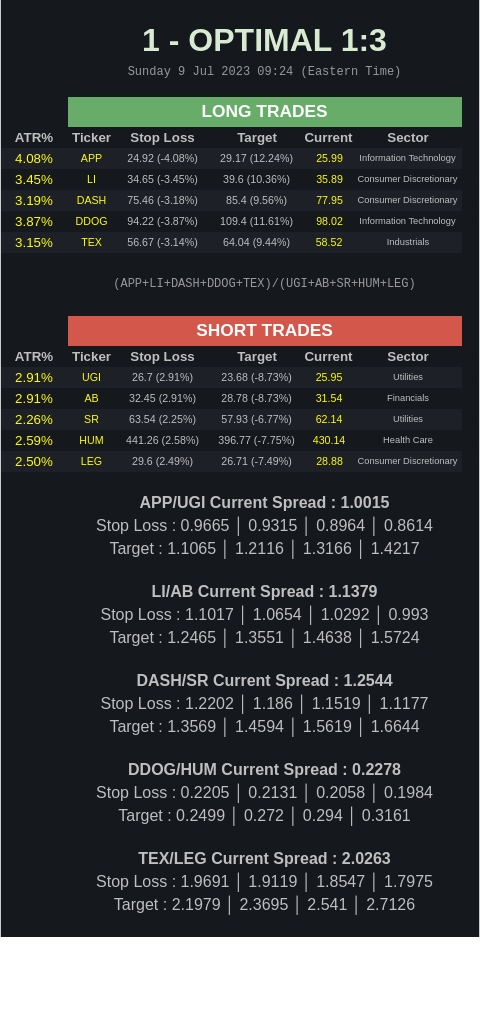 1 - OPTIMAL 1:3
Sunday 9 Jul 2023 09:24 (Eastern Time)
LONG TRADES
ATR% Ticker Stop Loss Target Current Sector
4.08% APP 24.92 (-4.08%) 29.17 (12.24%) 25.99 Information Technology
3.45% LI 34.65 (-3.45%) 39.6 (10.36%) 35.89 Consumer Discretionary
3.19% DASH 75.46 (-3.18%) 85.4 (9.56%) 77.95 Consumer Discretionary
3.87% DDOG 94.22 (-3.87%) 109.4 (11.61%) 98.02 Information Technology
3.15% TEX 56.67 (-3.14%) 64.04 (9.44%) 58.52 Industrials
(APP+LI+DASH+DDOG+TEX)/(UGI+AB+SR+HUM+LEG)
SHORT TRADES
ATR% Ticker Stop Loss Target Current Sector
2.91% UGI 26.7 (2.91%) 23.68 (-8.73%) 25.95 Utilities
2.91% AB 32.45 (2.91%) 28.78 (-8.73%) 31.54 Financials
2.26% SR 63.54 (2.25%) 57.93 (-6.77%) 62.14 Utilities
2.59% HUM 441.26 (2.58%) 396.77 (-7.75%) 430.14 Health Care
2.50% LEG 29.6 (2.49%) 26.71 (-7.49%) 28.88 Consumer Discretionary
APP/UGI Current Spread : 1.0015
Stop Loss : 0.9665 │ 0.9315 │ 0.8964 │ 0.8614
Target : 1.1065 │ 1.2116 │ 1.3166 │ 1.4217
LI/AB Current Spread : 1.1379
Stop Loss : 1.1017 │ 1.0654 │ 1.0292 │ 0.993
Target : 1.2465 │ 1.3551 │ 1.4638 │ 1.5724
DASH/SR Current Spread : 1.2544
Stop Loss : 1.2202 │ 1.186 │ 1.1519 │ 1.1177
Target : 1.3569 │ 1.4594 │ 1.5619 │ 1.6644
DDOG/HUM Current Spread : 0.2278
Stop Loss : 0.2205 │ 0.2131 │ 0.2058 │ 0.1984
Target : 0.2499 │ 0.272 │ 0.294 │ 0.3161
TEX/LEG Current Spread : 2.0263
Stop Loss : 1.9691 │ 1.9119 │ 1.8547 │ 1.7975
Target : 2.1979 │ 2.3695 │ 2.541 │ 2.7126